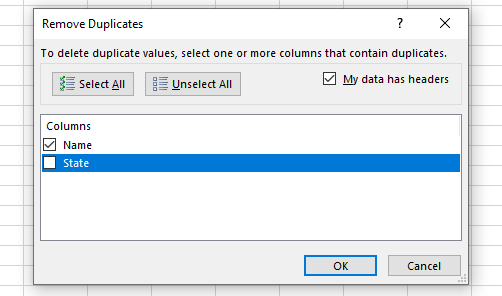 Remove Duplicates
?
To delete duplicate values, select one or more columns that contain duplicates.
Select All
Unselect All
My data has headers
Columns
Name
State
OK
Cancel